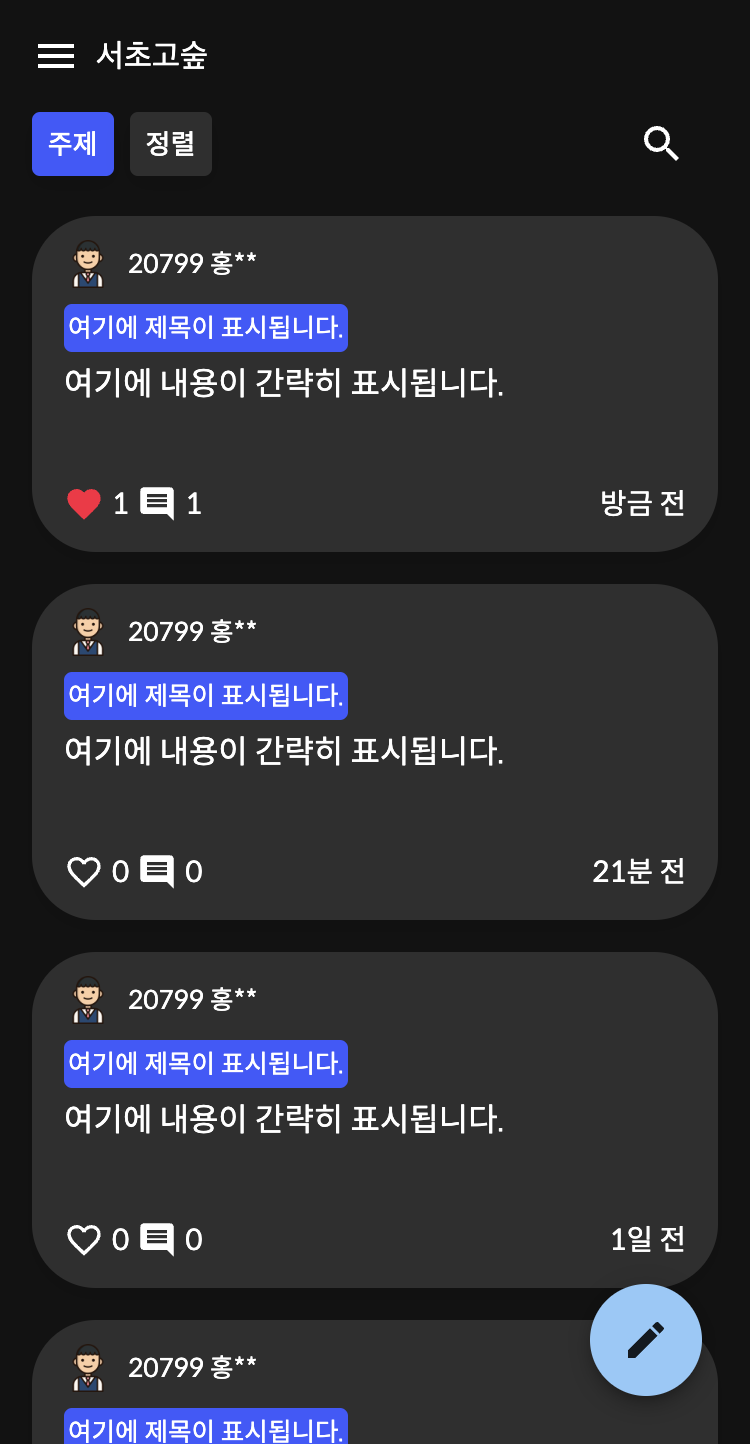 서초고숲
주제 정렬
20799 홍**
여기에 제목이 표시됩니다.
여기에 내용이 간략히 표시됩니다.
1 1 방금 전
20799 홍**
여기에 제목이 표시됩니다.
여기에 내용이 간략히 표시됩니다.
0 0 21분 전
20799 홍**
여기에 제목이 표시됩니다.
여기에 내용이 간략히 표시됩니다.
0 0 1일 전
20799 홍**
여기에 제목이 표시됩니다.